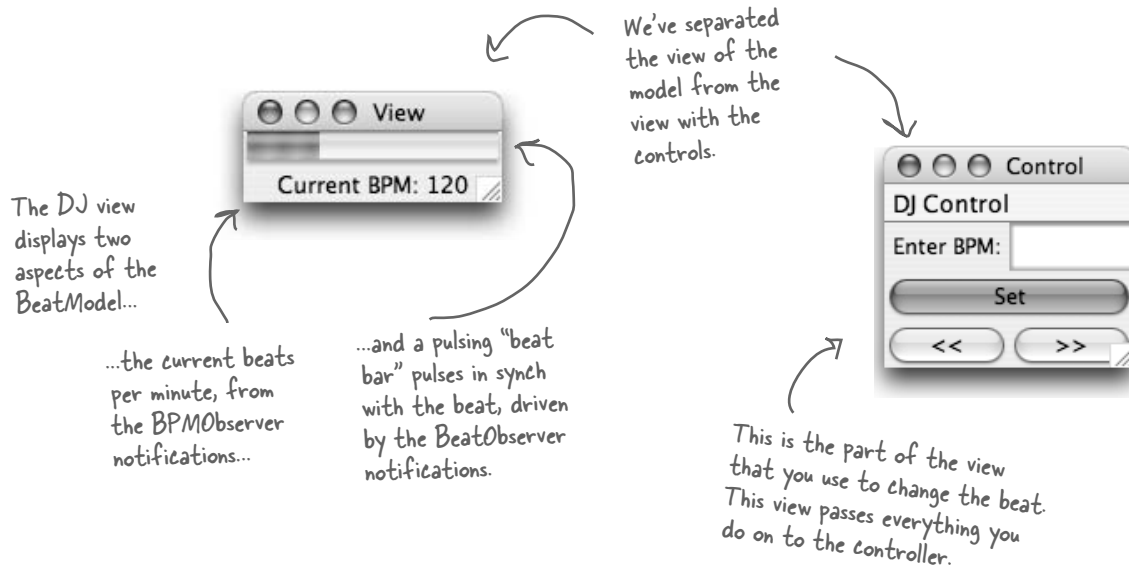 We've separated
the view of the
model from the
view with the
controls.
View
Current BPM: 120
Control
DJ Control
Enter BPM:
Set
<<
>>
The DJ view
displays two
aspects of the
BeatModel...
...the current beats
per minute, from
the BPMObserver
notifications...
...and a pulsing "beat
bar" pulses in synch
with the beat, driven
by the BeatObserver
notifications.
This is the part of the view
that you use to change the beat.
This view passes everything you
do on to the controller.